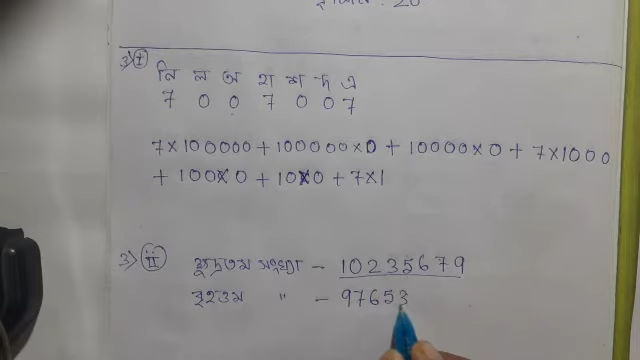 : 20
3) i
নি ল অ হা শ দ এ
7 0 0 7 0 0 7
7×100000+100000×0+10000×0+7×1000
+100×0+10×0+7×1
3) ii ক্ষুদ্রতম সংখ্যা - 10235679
বৃহত্তম " - 97653